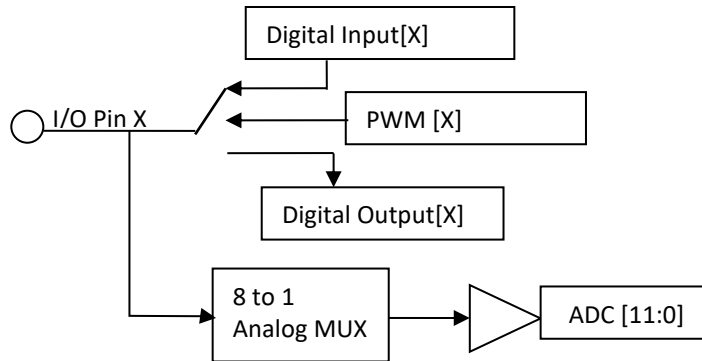 Digital Input[X]
I/O Pin X
PWM [X]
Digital Output[X]
8 to 1
Analog MUX
ADC [11:0]